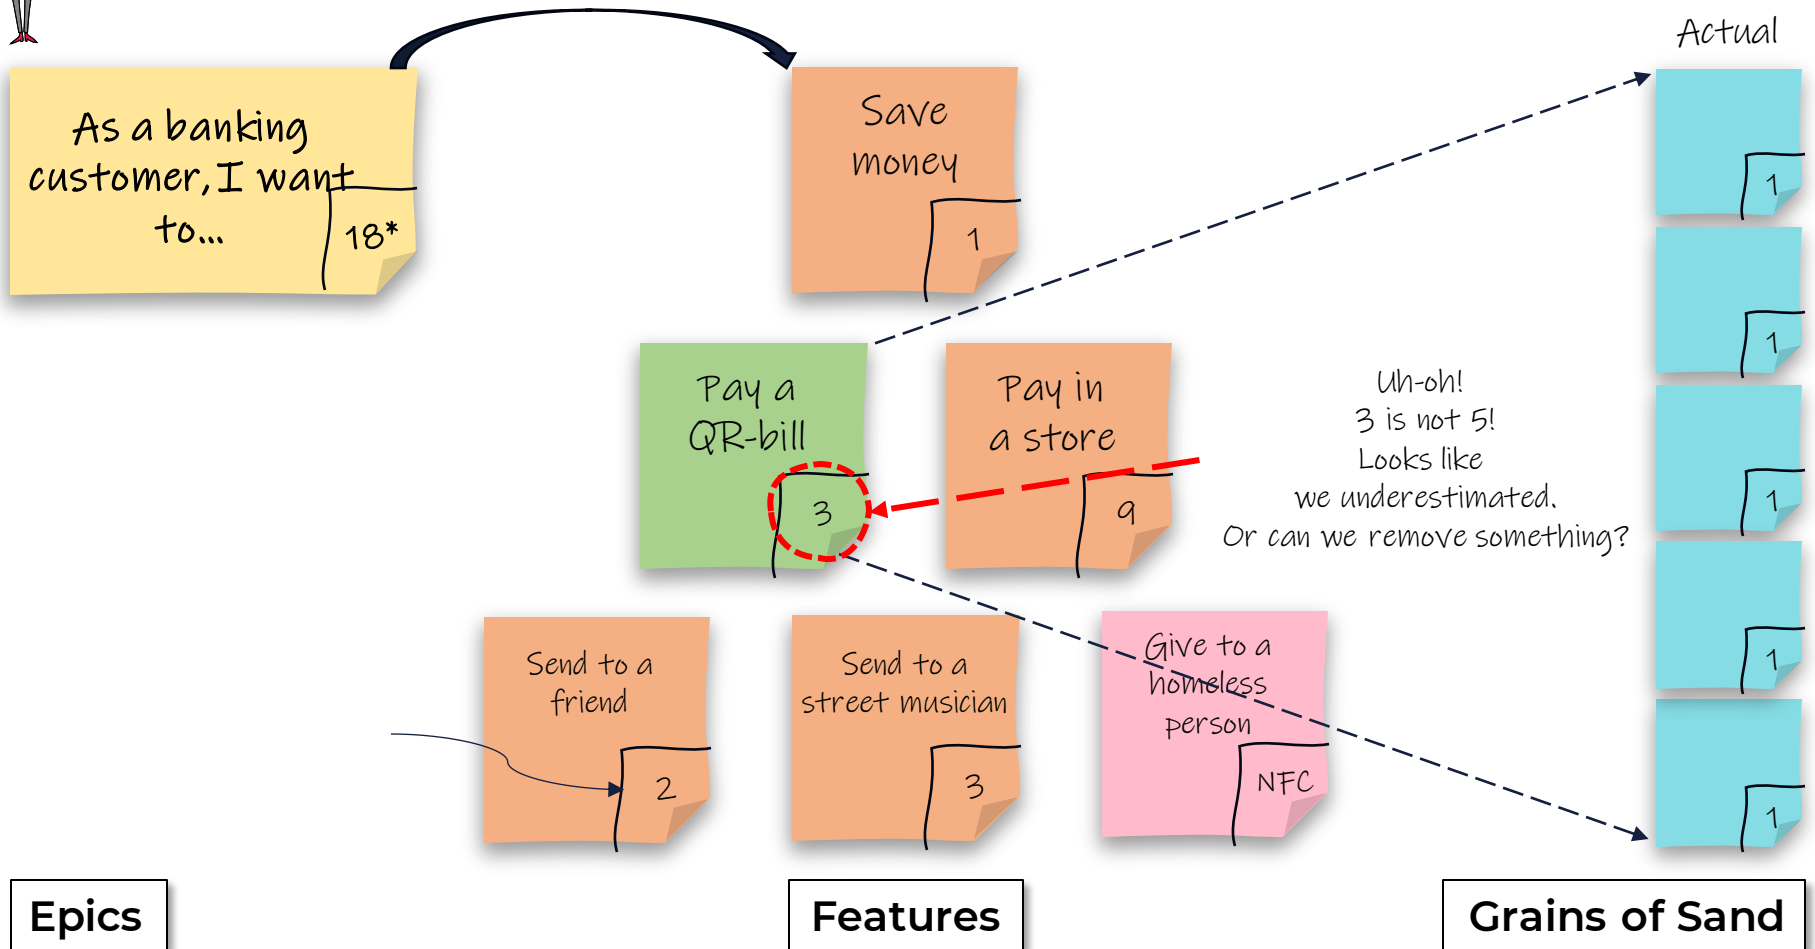 Actual
As a banking
customer, I want
to...
18*
Save
money
1
Pay a
QR-bill
3
Pay in
a store
9
Uh-oh!
3 is not 5!
Looks like
we underestimated.
Or can we remove something?
Send to a
friend
2
Send to a
street musician
3
Give to a
homeless
person
NFC
1
1
1
1
1
Epics
Features
Grains of Sand